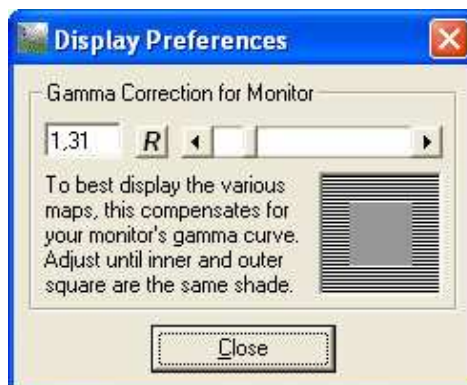 Display Preferences
Gamma Correction for Monitor
1,31 R
To best display the various
maps, this compensates for
your monitor's gamma curve.
Adjust until inner and outer
square are the same shade.
Close